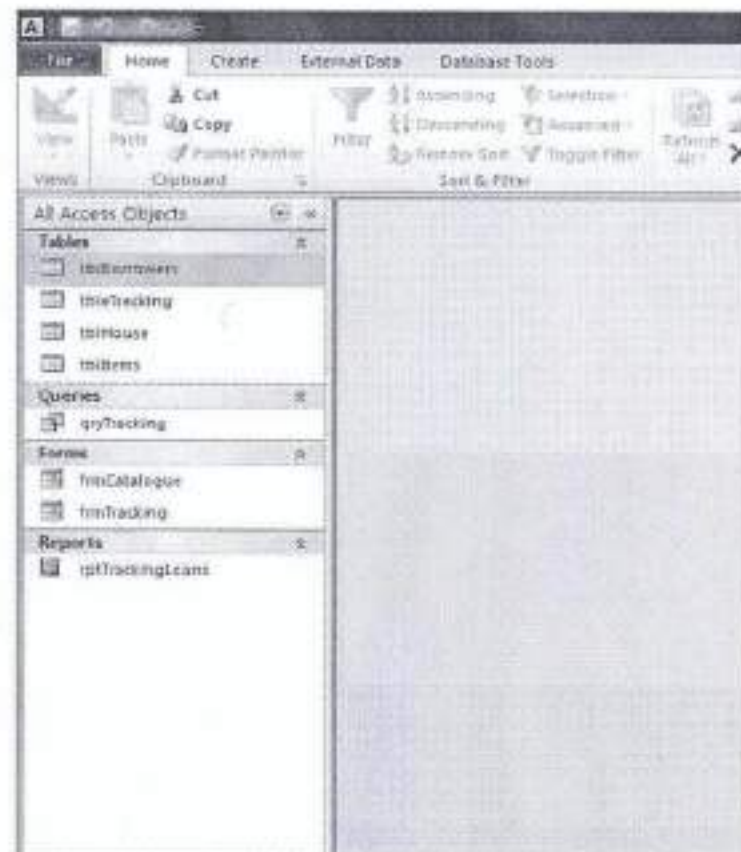 A
File Home Create External Data Database Tools
Cut
Copy
Format Painter
View
Paste
Filter
Ascending
Descending
Remove Sort
Selection
Advanced
Toggle Filter
Refresh
All
Views Clipboard Sort & Filter
All Access Objects
Tables
tblBorrowers
tbleTracking
tblHouse
tblItems
Queries
qryTracking
Forms
frmCatalogue
frmTracking
Reports
rptTrackingLoans